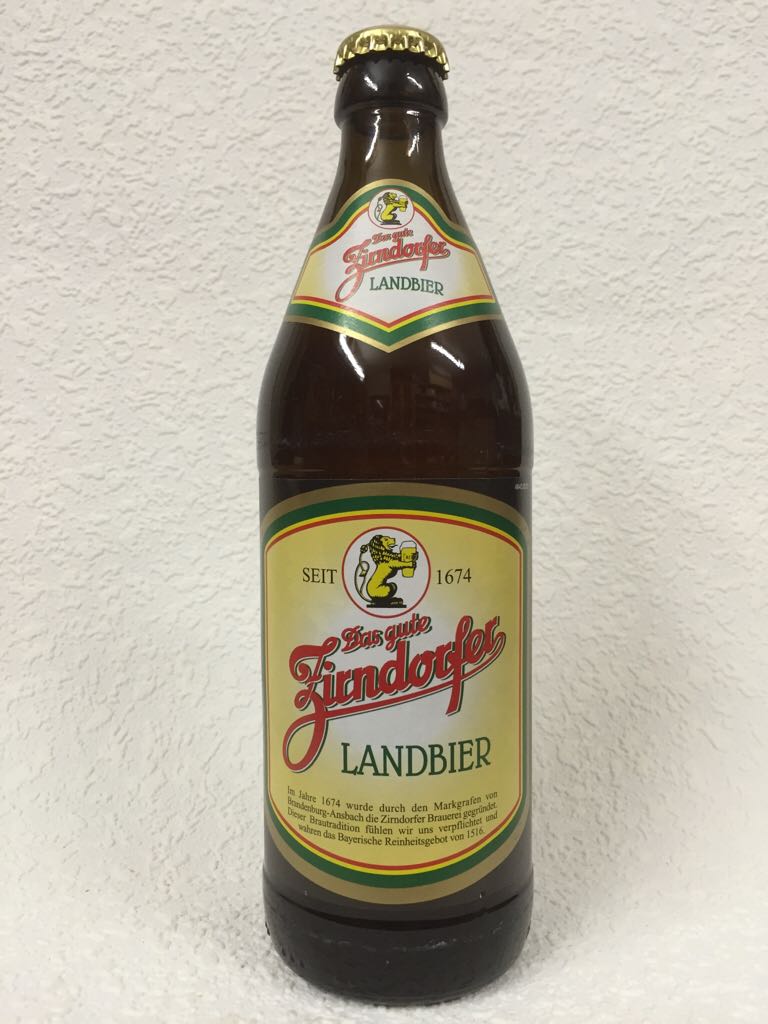 Das gute
Zirndorfer
LANDBIER
SEIT 1674
Das gute
Zirndorfer
LANDBIER
Im Jahre 1674 wurde durch den Markgrafen von
Brandenburg-Ansbach die Zirndorfer Brauerei gegründet.
Dieser Brautradition fühlen wir uns verpflichtet und
wahren das Bayerische Reinheitsgebot von 1516.